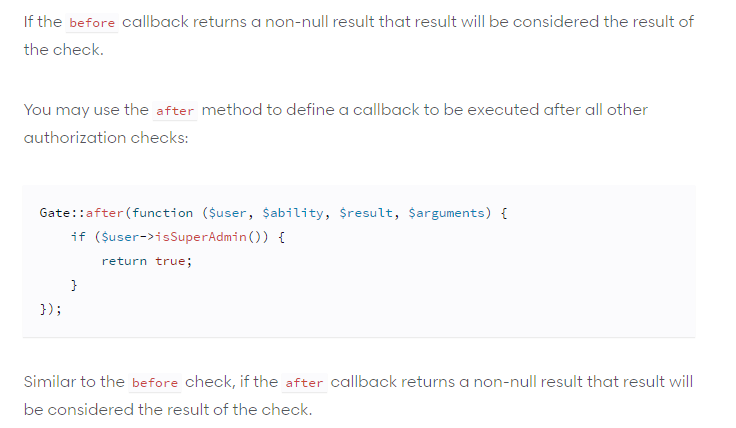 If the before callback returns a non-null result that result will be considered the result of
the check.
You may use the after method to define a callback to be executed after all other
authorization checks:
Gate::after(function ($user, $ability, $result, $arguments) {
    if ($user->isSuperAdmin()) {
        return true;
    }
});
Similar to the before check, if the after callback returns a non-null result that result will
be considered the result of the check.